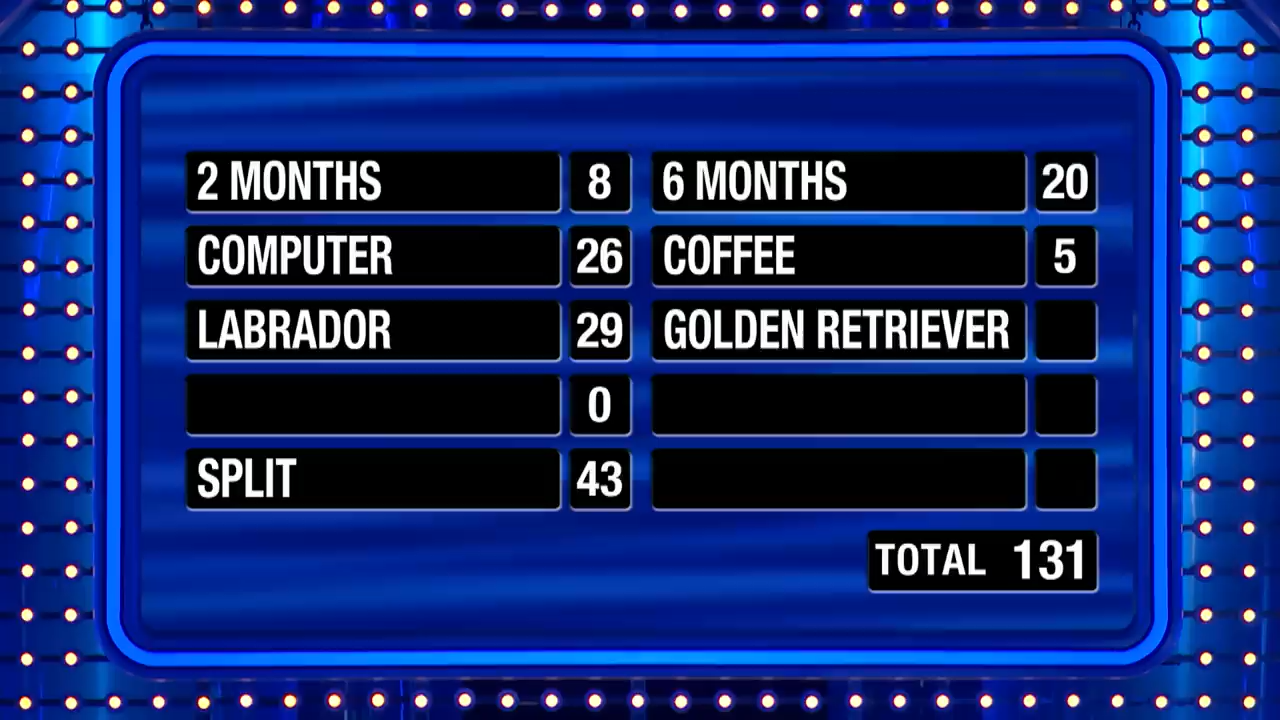 2 MONTHS 8 6 MONTHS 20
COMPUTER 26 COFFEE 5
LABRADOR 29 GOLDEN RETRIEVER
0
SPLIT 43
TOTAL 131